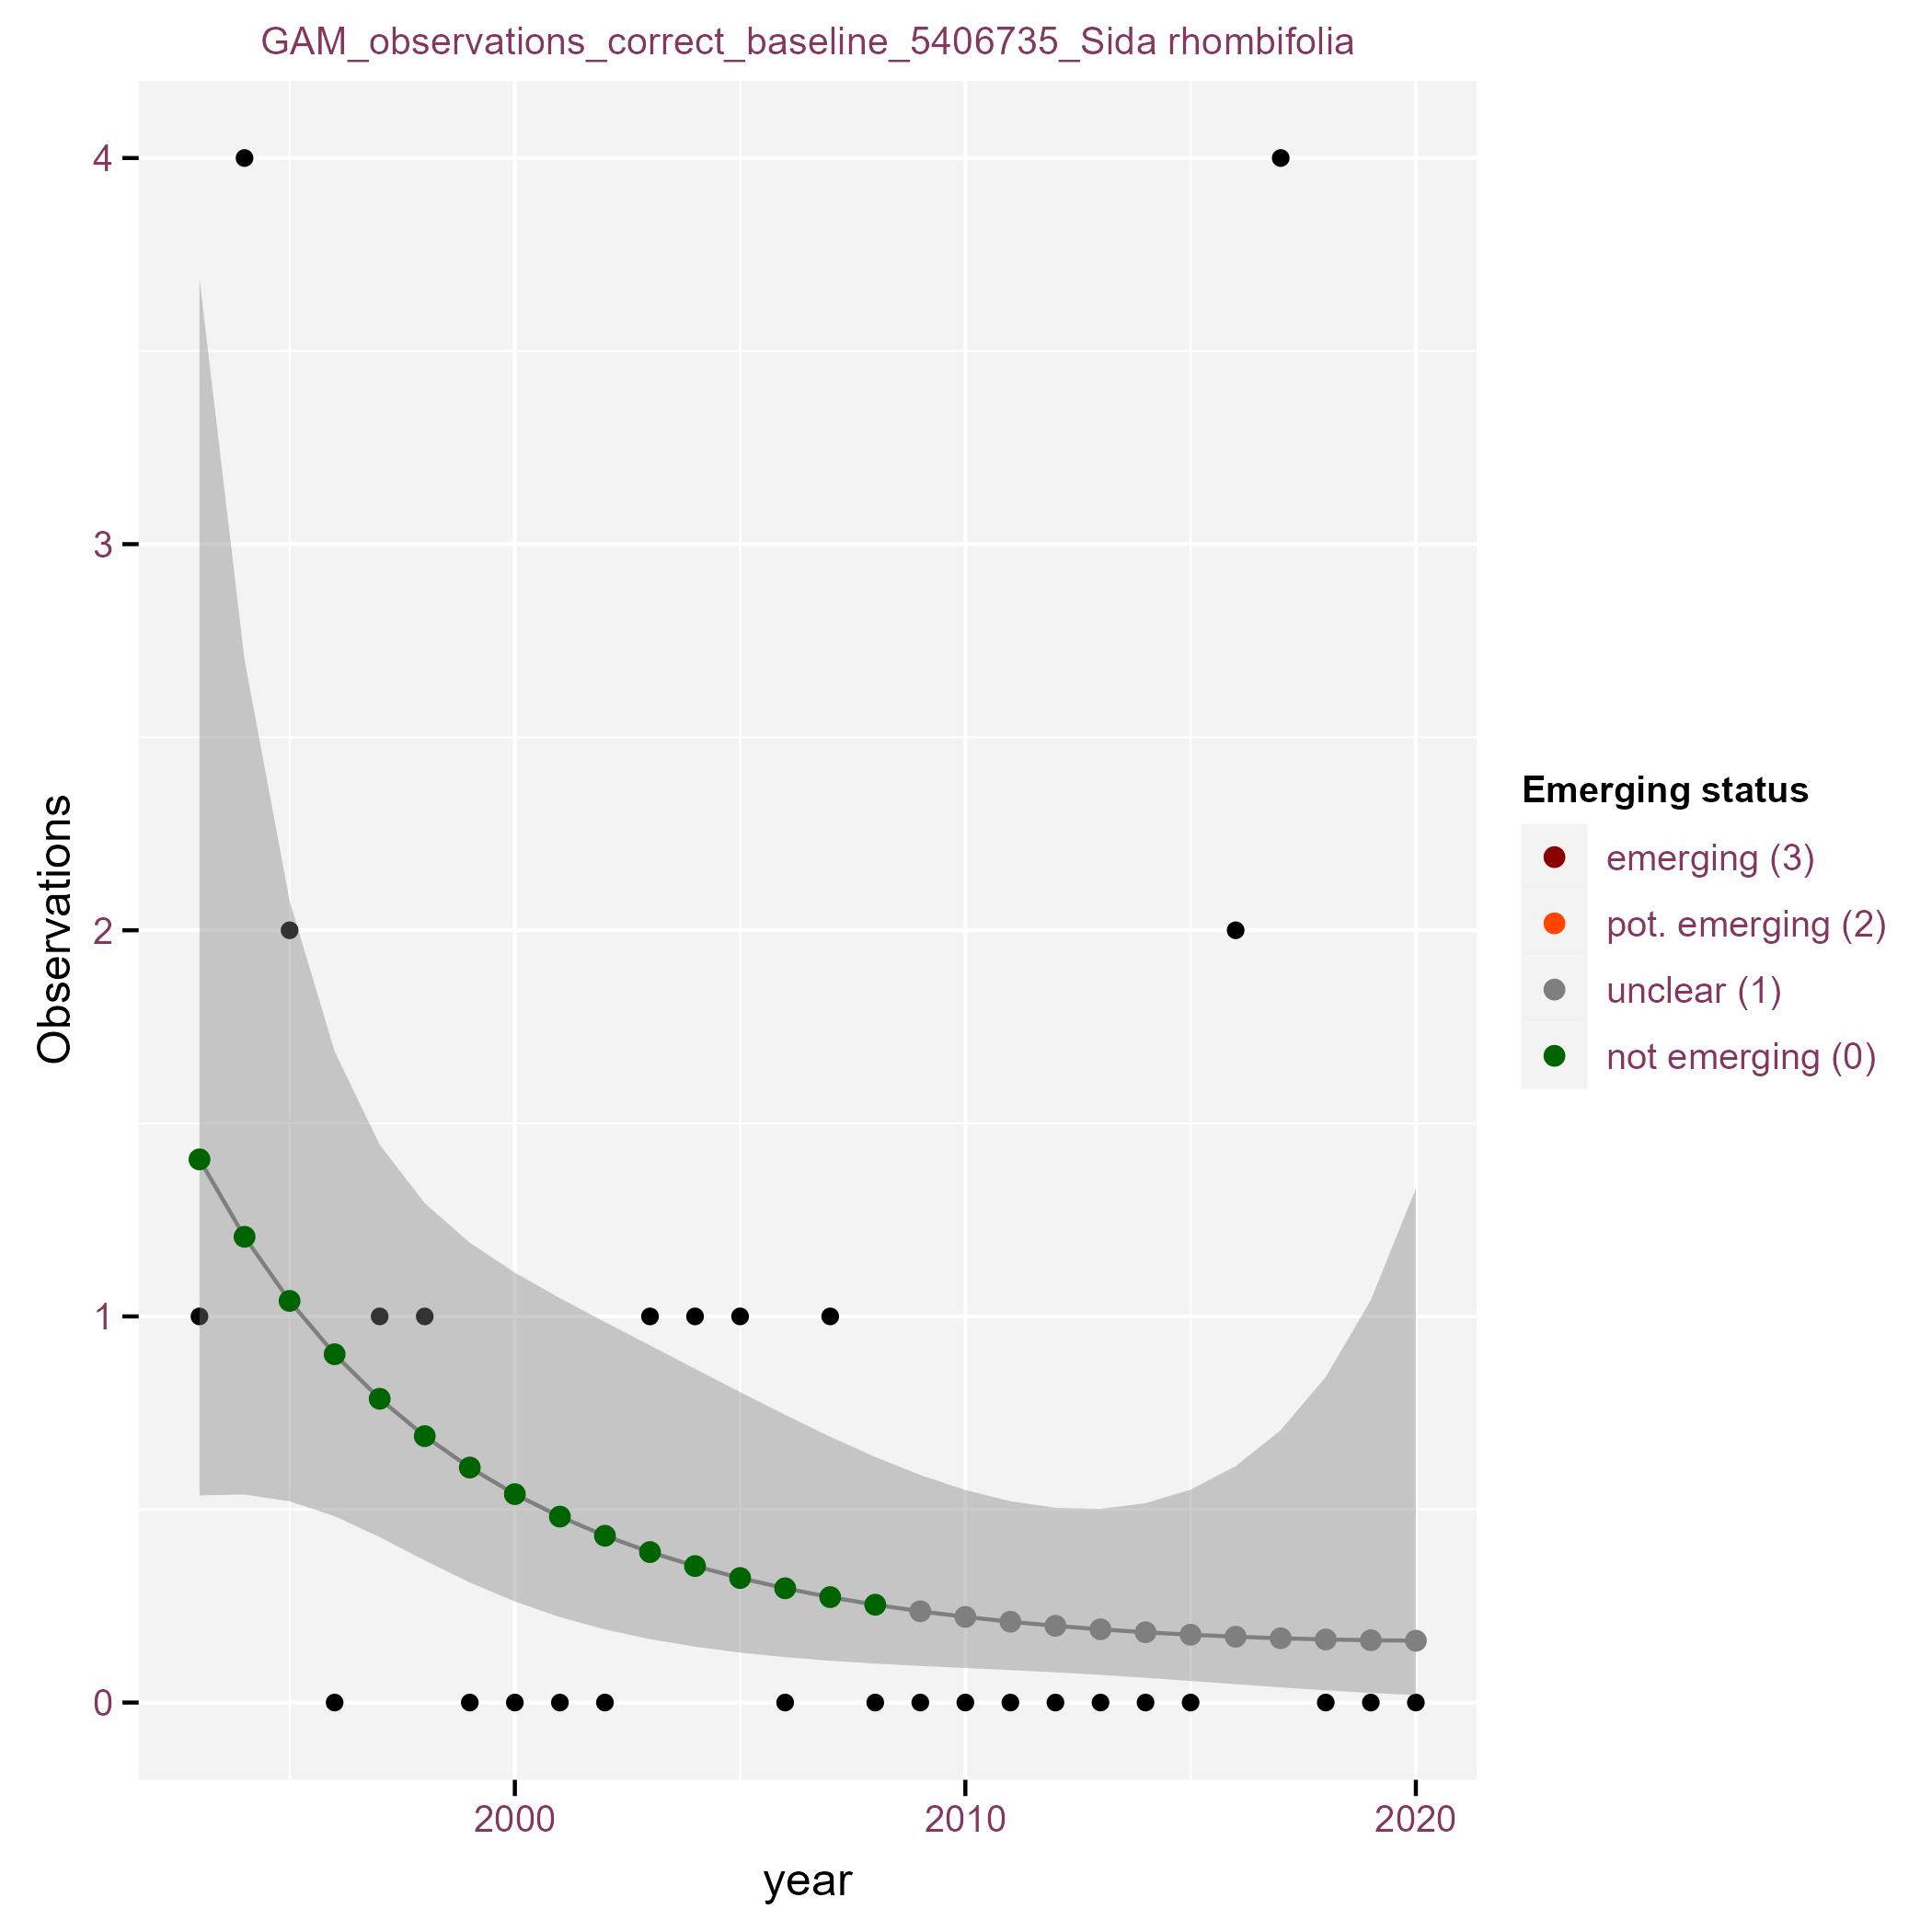 GAM_observations_correct_baseline_5406735_Sida rhombifolia
4
3
2
1
0
Observations
2000
2010
2020
year
Emerging status
emerging (3)
pot. emerging (2)
unclear (1)
not emerging (0)